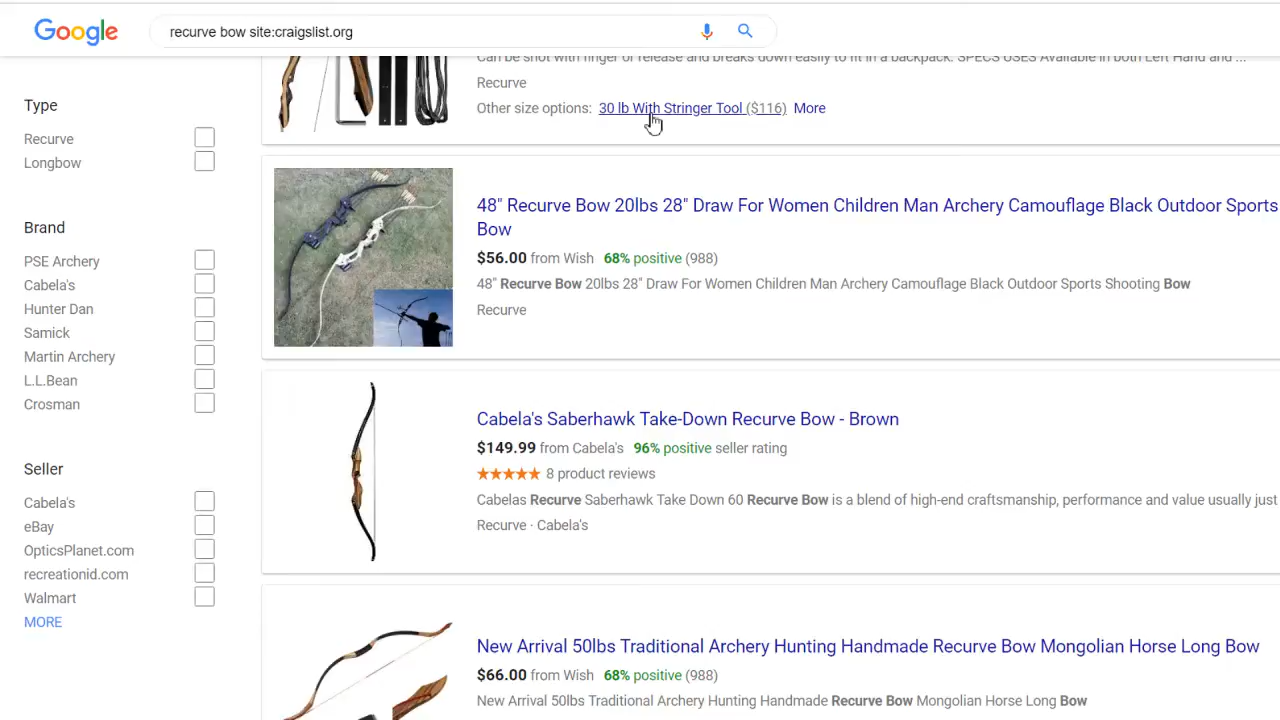 Google
recurve bow site:craigslist.org
Can be shot with finger or release and breaks down easily to fit in a backpack. SPECS USES Available in both Left Hand and ...
Recurve
Other size options: 30 lb With Stringer Tool ($116) More
Type
Recurve
Longbow
Brand
PSE Archery
Cabela's
Hunter Dan
Samick
Martin Archery
L.L.Bean
Crosman
Seller
Cabela's
eBay
OpticsPlanet.com
recreationid.com
Walmart
MORE
48" Recurve Bow 20lbs 28" Draw For Women Children Man Archery Camouflage Black Outdoor Sports
Bow
$56.00 from Wish 68% positive (988)
48" Recurve Bow 20lbs 28" Draw For Women Children Man Archery Camouflage Black Outdoor Sports Shooting Bow
Recurve
Cabela's Saberhawk Take-Down Recurve Bow - Brown
$149.99 from Cabela's 96% positive seller rating
★★★★★ 8 product reviews
Cabelas Recurve Saberhawk Take Down 60 Recurve Bow is a blend of high-end craftsmanship, performance and value usually just
Recurve · Cabela's
New Arrival 50lbs Traditional Archery Hunting Handmade Recurve Bow Mongolian Horse Long Bow
$66.00 from Wish 68% positive (988)
New Arrival 50lbs Traditional Archery Hunting Handmade Recurve Bow Mongolian Horse Long Bow